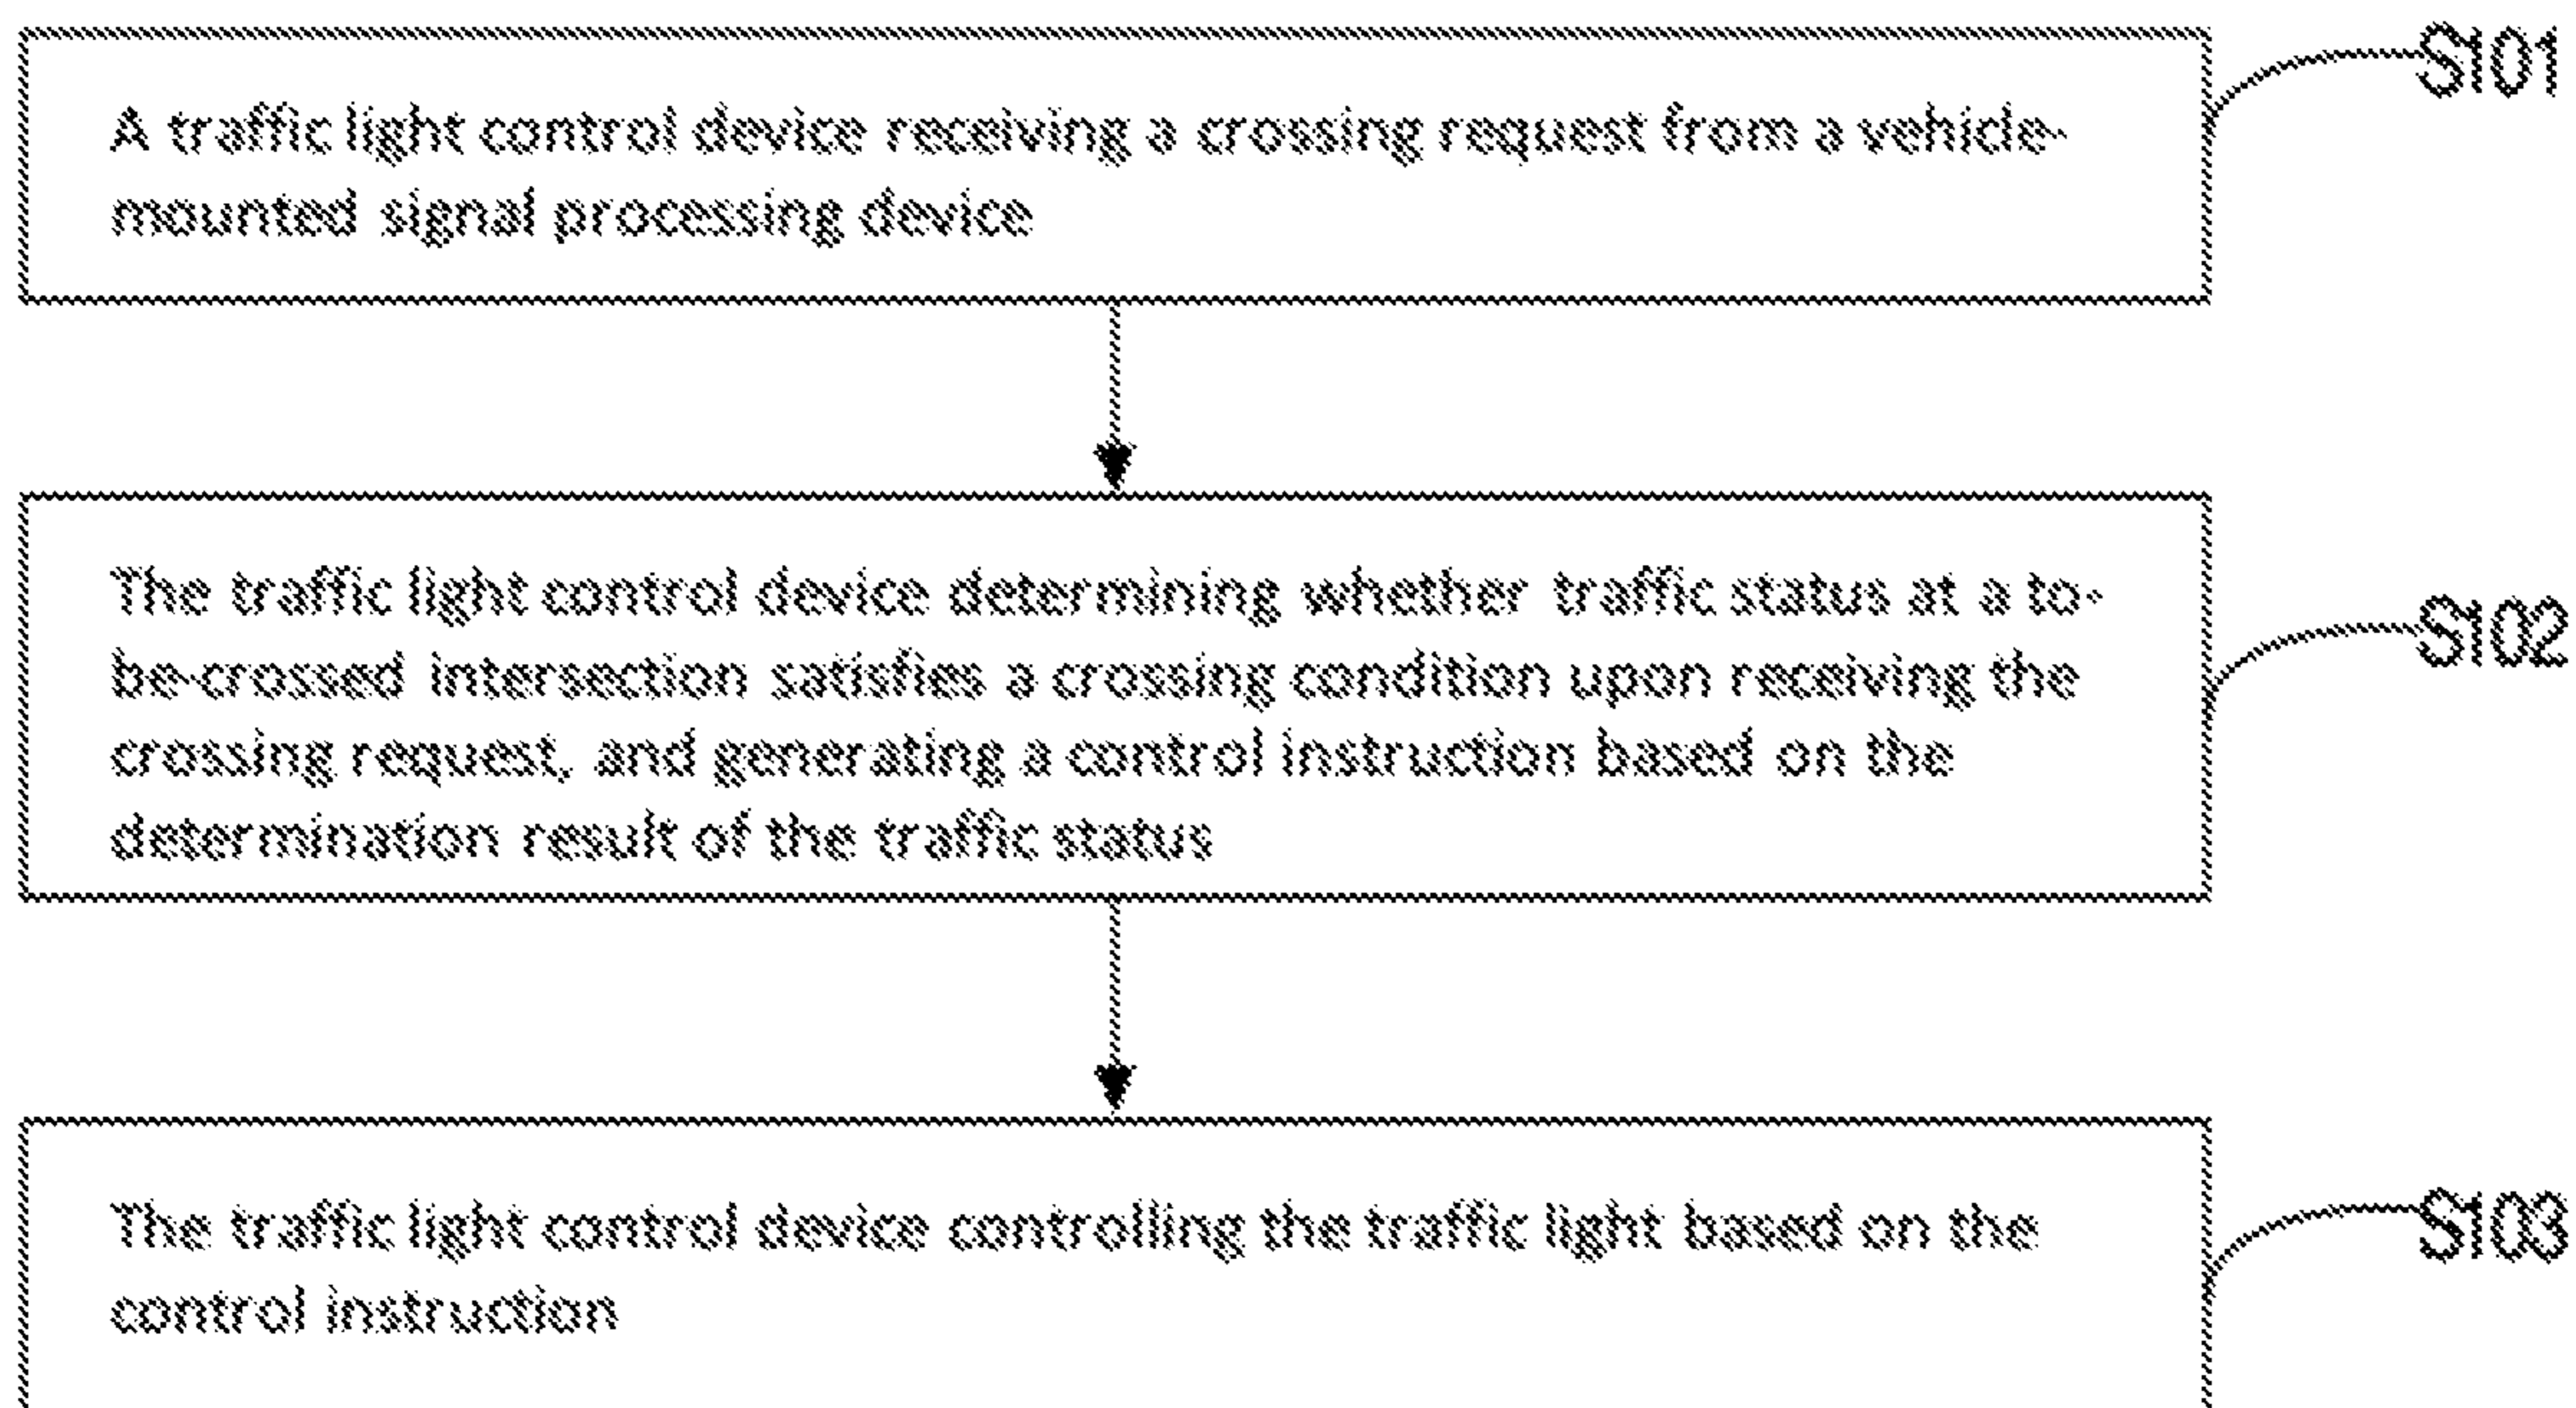 S101
A traffic light control device receiving a crossing request from a vehicle-
mounted signal processing device
The traffic light control device determining whether traffic status at a to-
be-crossed intersection satisfies a crossing condition upon receiving the
crossing request, and generating a control instruction based on the
determination result of the traffic status
S102
The traffic light control device controlling the traffic light based on the
control instruction
S103